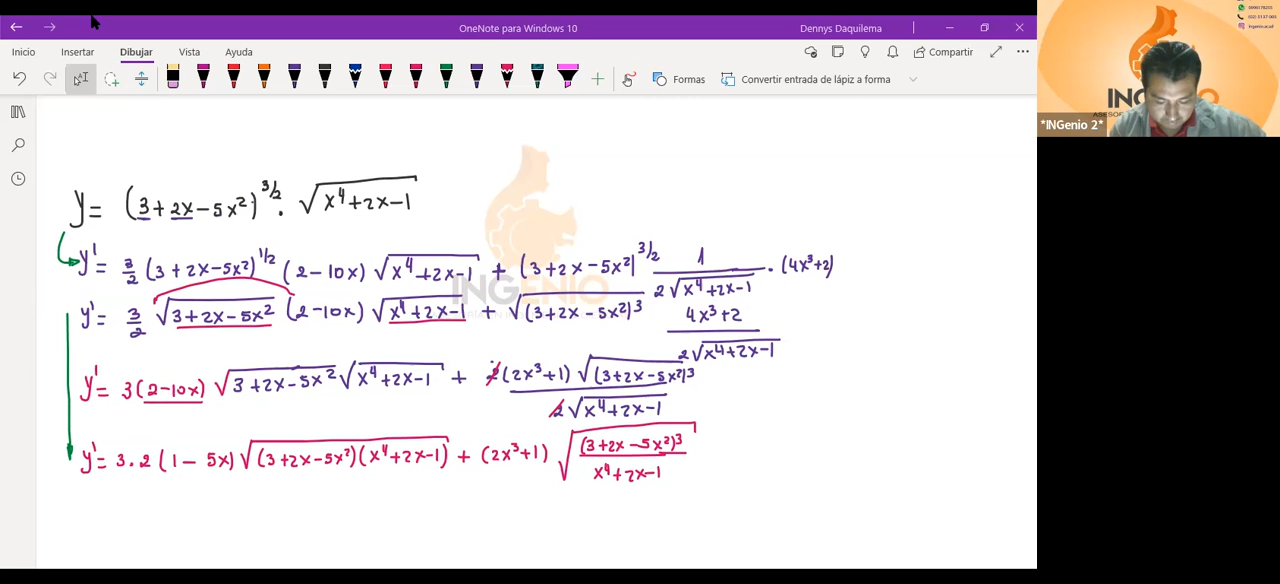 OneNote para Windows 10
Dennys Daquilema
Inicio
Insertar
Dibujar
Vista
Ayuda
Compartir
Formas
Convertir entrada de lápiz a forma
*INGenio 2*
INGENIO
y = (3+2x-5x²)^3/2 . √(x⁴+2x-1)
y' = 3/2 (3+2x-5x²)^1/2 (2-10x) √(x⁴+2x-1) + (3+2x-5x²)^3/2 1/(2√(x⁴+2x-1)) . (4x³+2)
y' = 3/2 √(3+2x-5x²) (2-10x) √(x⁴+2x-1) + √((3+2x-5x²)³) (4x³+2)/(2√(x⁴+2x-1))
y' = 3(2-10x) √(3+2x-5x²) √(x⁴+2x-1) + 2(2x³+1) √((3+2x-5x²)³)/(2√(x⁴+2x-1))
y' = 3.2 (1-5x) √((3+2x-5x²)(x⁴+2x-1)) + (2x³+1) √((3+2x-5x²)³/(x⁴+2x-1))